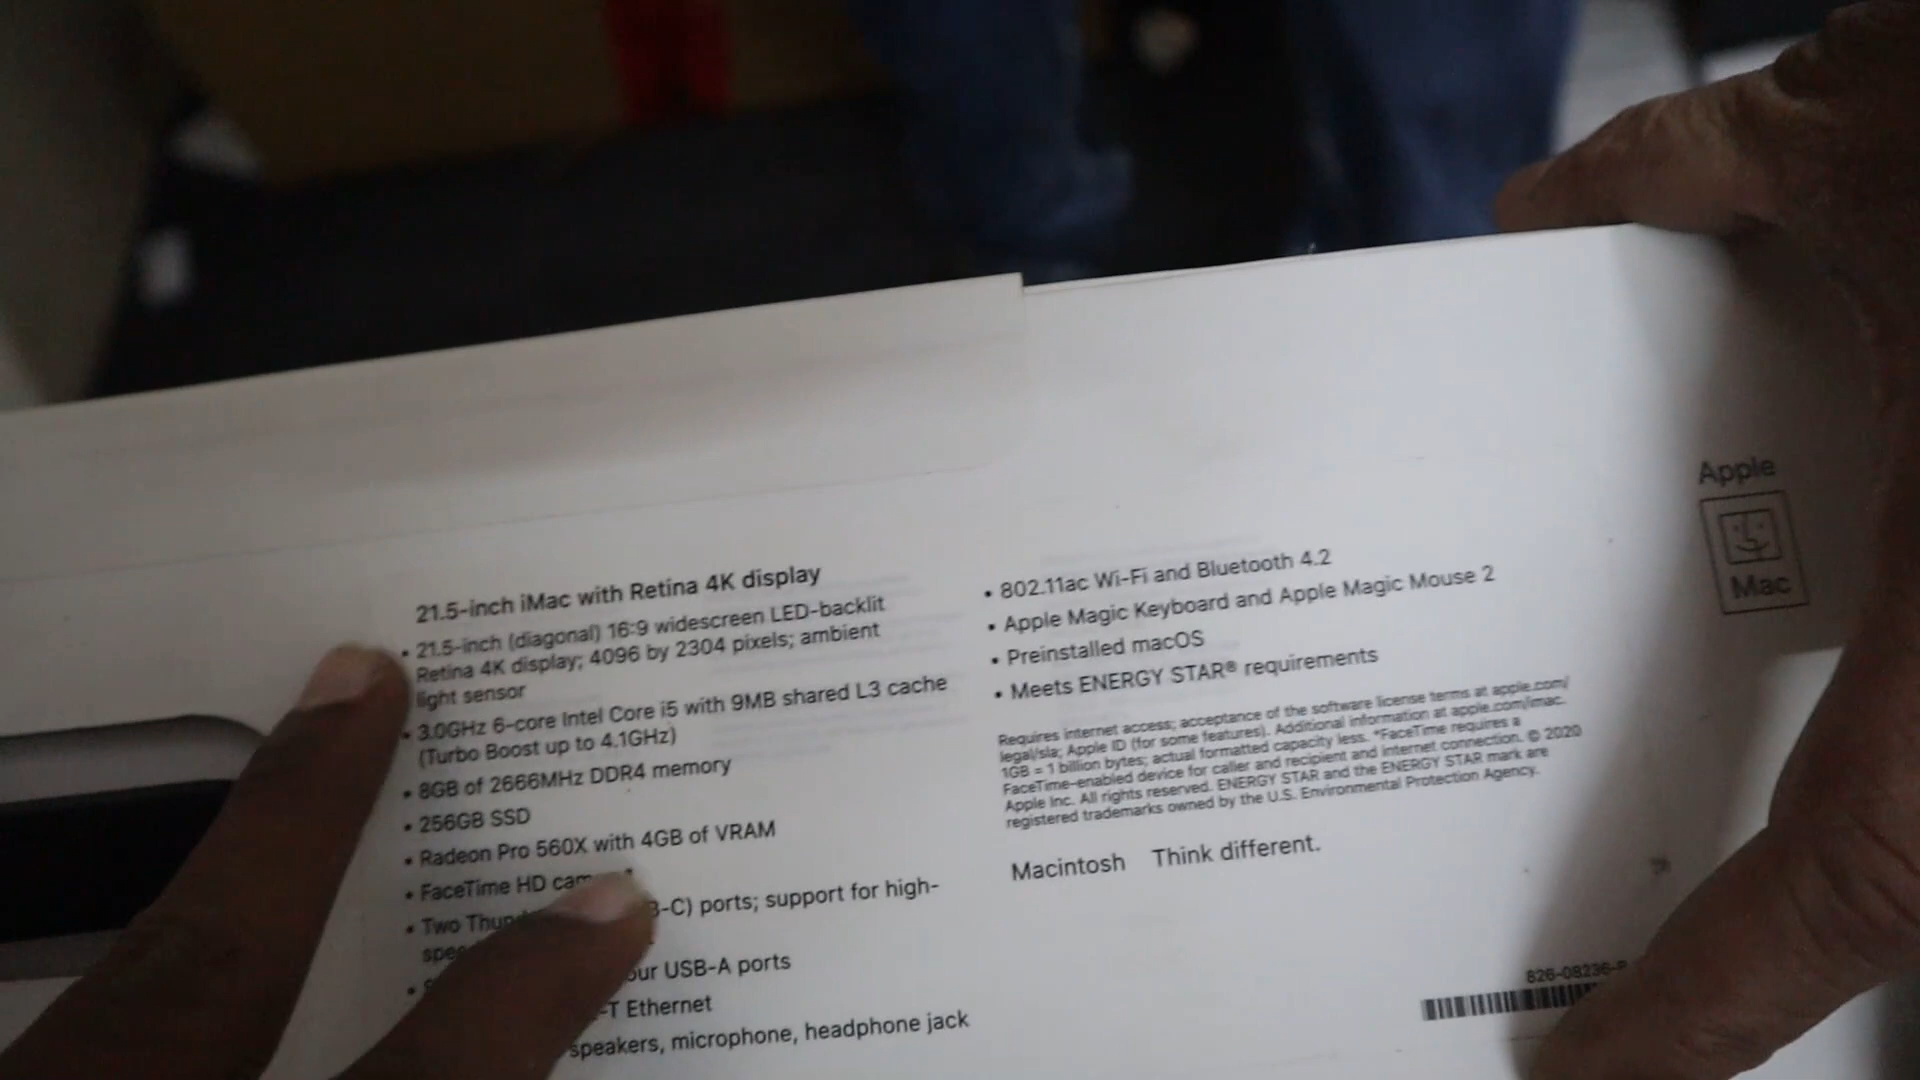 21.5-inch iMac with Retina 4K display
• 21.5-inch (diagonal) 16:9 widescreen LED-backlit
Retina 4K display; 4096 by 2304 pixels; ambient
light sensor
• 3.0GHz 6-core Intel Core i5 with 9MB shared L3 cache
(Turbo Boost up to 4.1GHz)
• 8GB of 2666MHz DDR4 memory
• 256GB SSD
• Radeon Pro 560X with 4GB of VRAM
• FaceTime HD
• Two ports; support for high-
USB-A ports
Ethernet
speakers, microphone, headphone jack
• 802.11ac Wi-Fi and Bluetooth 4.2
• Apple Magic Keyboard and Apple Magic Mouse 2
• Preinstalled macOS
• Meets ENERGY STAR® requirements
Requires internet access; acceptance of the software license terms at apple.com/
legal/sla; Apple ID (for some features). Additional information at apple.com/imac.
1GB = 1 billion bytes; actual formatted capacity less. *FaceTime requires a
FaceTime-enabled device for caller and recipient and internet connection. © 2020
Apple Inc. All rights reserved. ENERGY STAR and the ENERGY STAR mark are
registered trademarks owned by the U.S. Environmental Protection Agency.
Macintosh Think different.
826-08236-
Apple
Mac